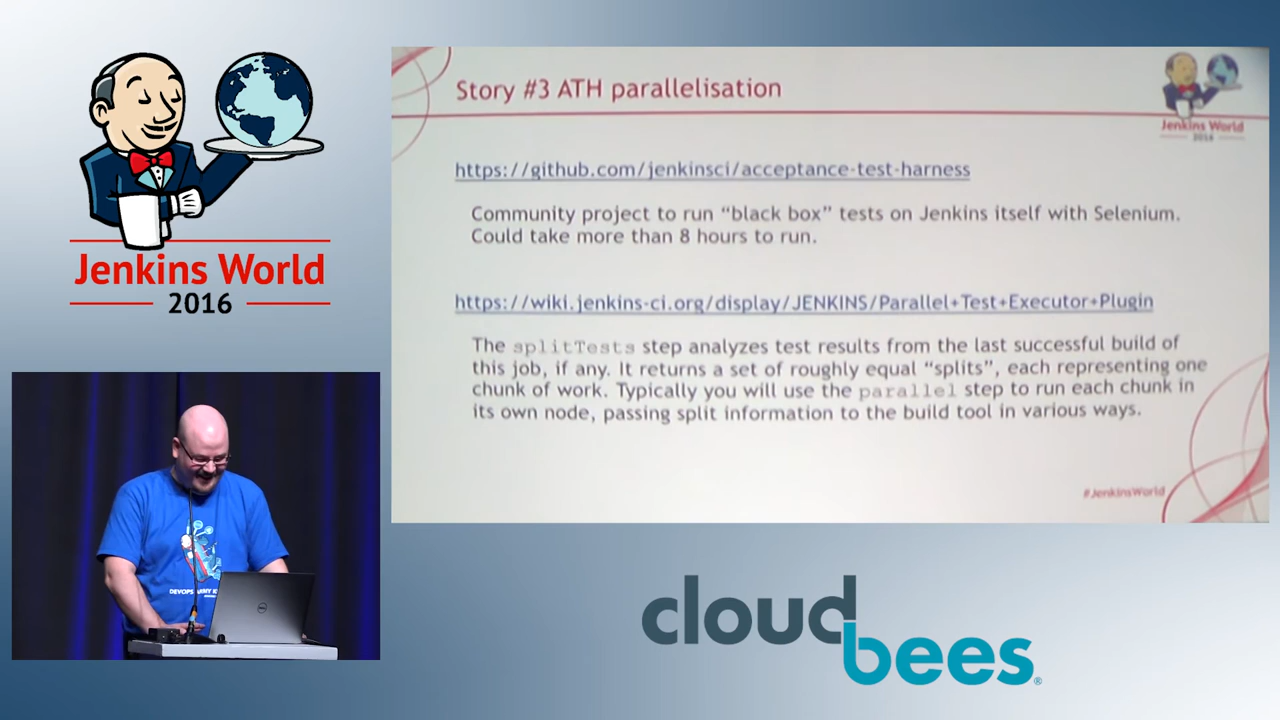 Jenkins World
2016
Story #3 ATH parallelisation
Jenkins World
2016
https://github.com/jenkinsci/acceptance-test-harness
Community project to run “black box” tests on Jenkins itself with Selenium.
Could take more than 8 hours to run.
https://wiki.jenkins-ci.org/display/JENKINS/Parallel+Test+Executor+Plugin
The splitTests step analyzes test results from the last successful build of
this job, if any. It returns a set of roughly equal “splits”, each representing one
chunk of work. Typically you will use the parallel step to run each chunk in
its own node, passing split information to the build tool in various ways.
#JenkinsWorld
DEVOPS
DELL
cloud
bees®